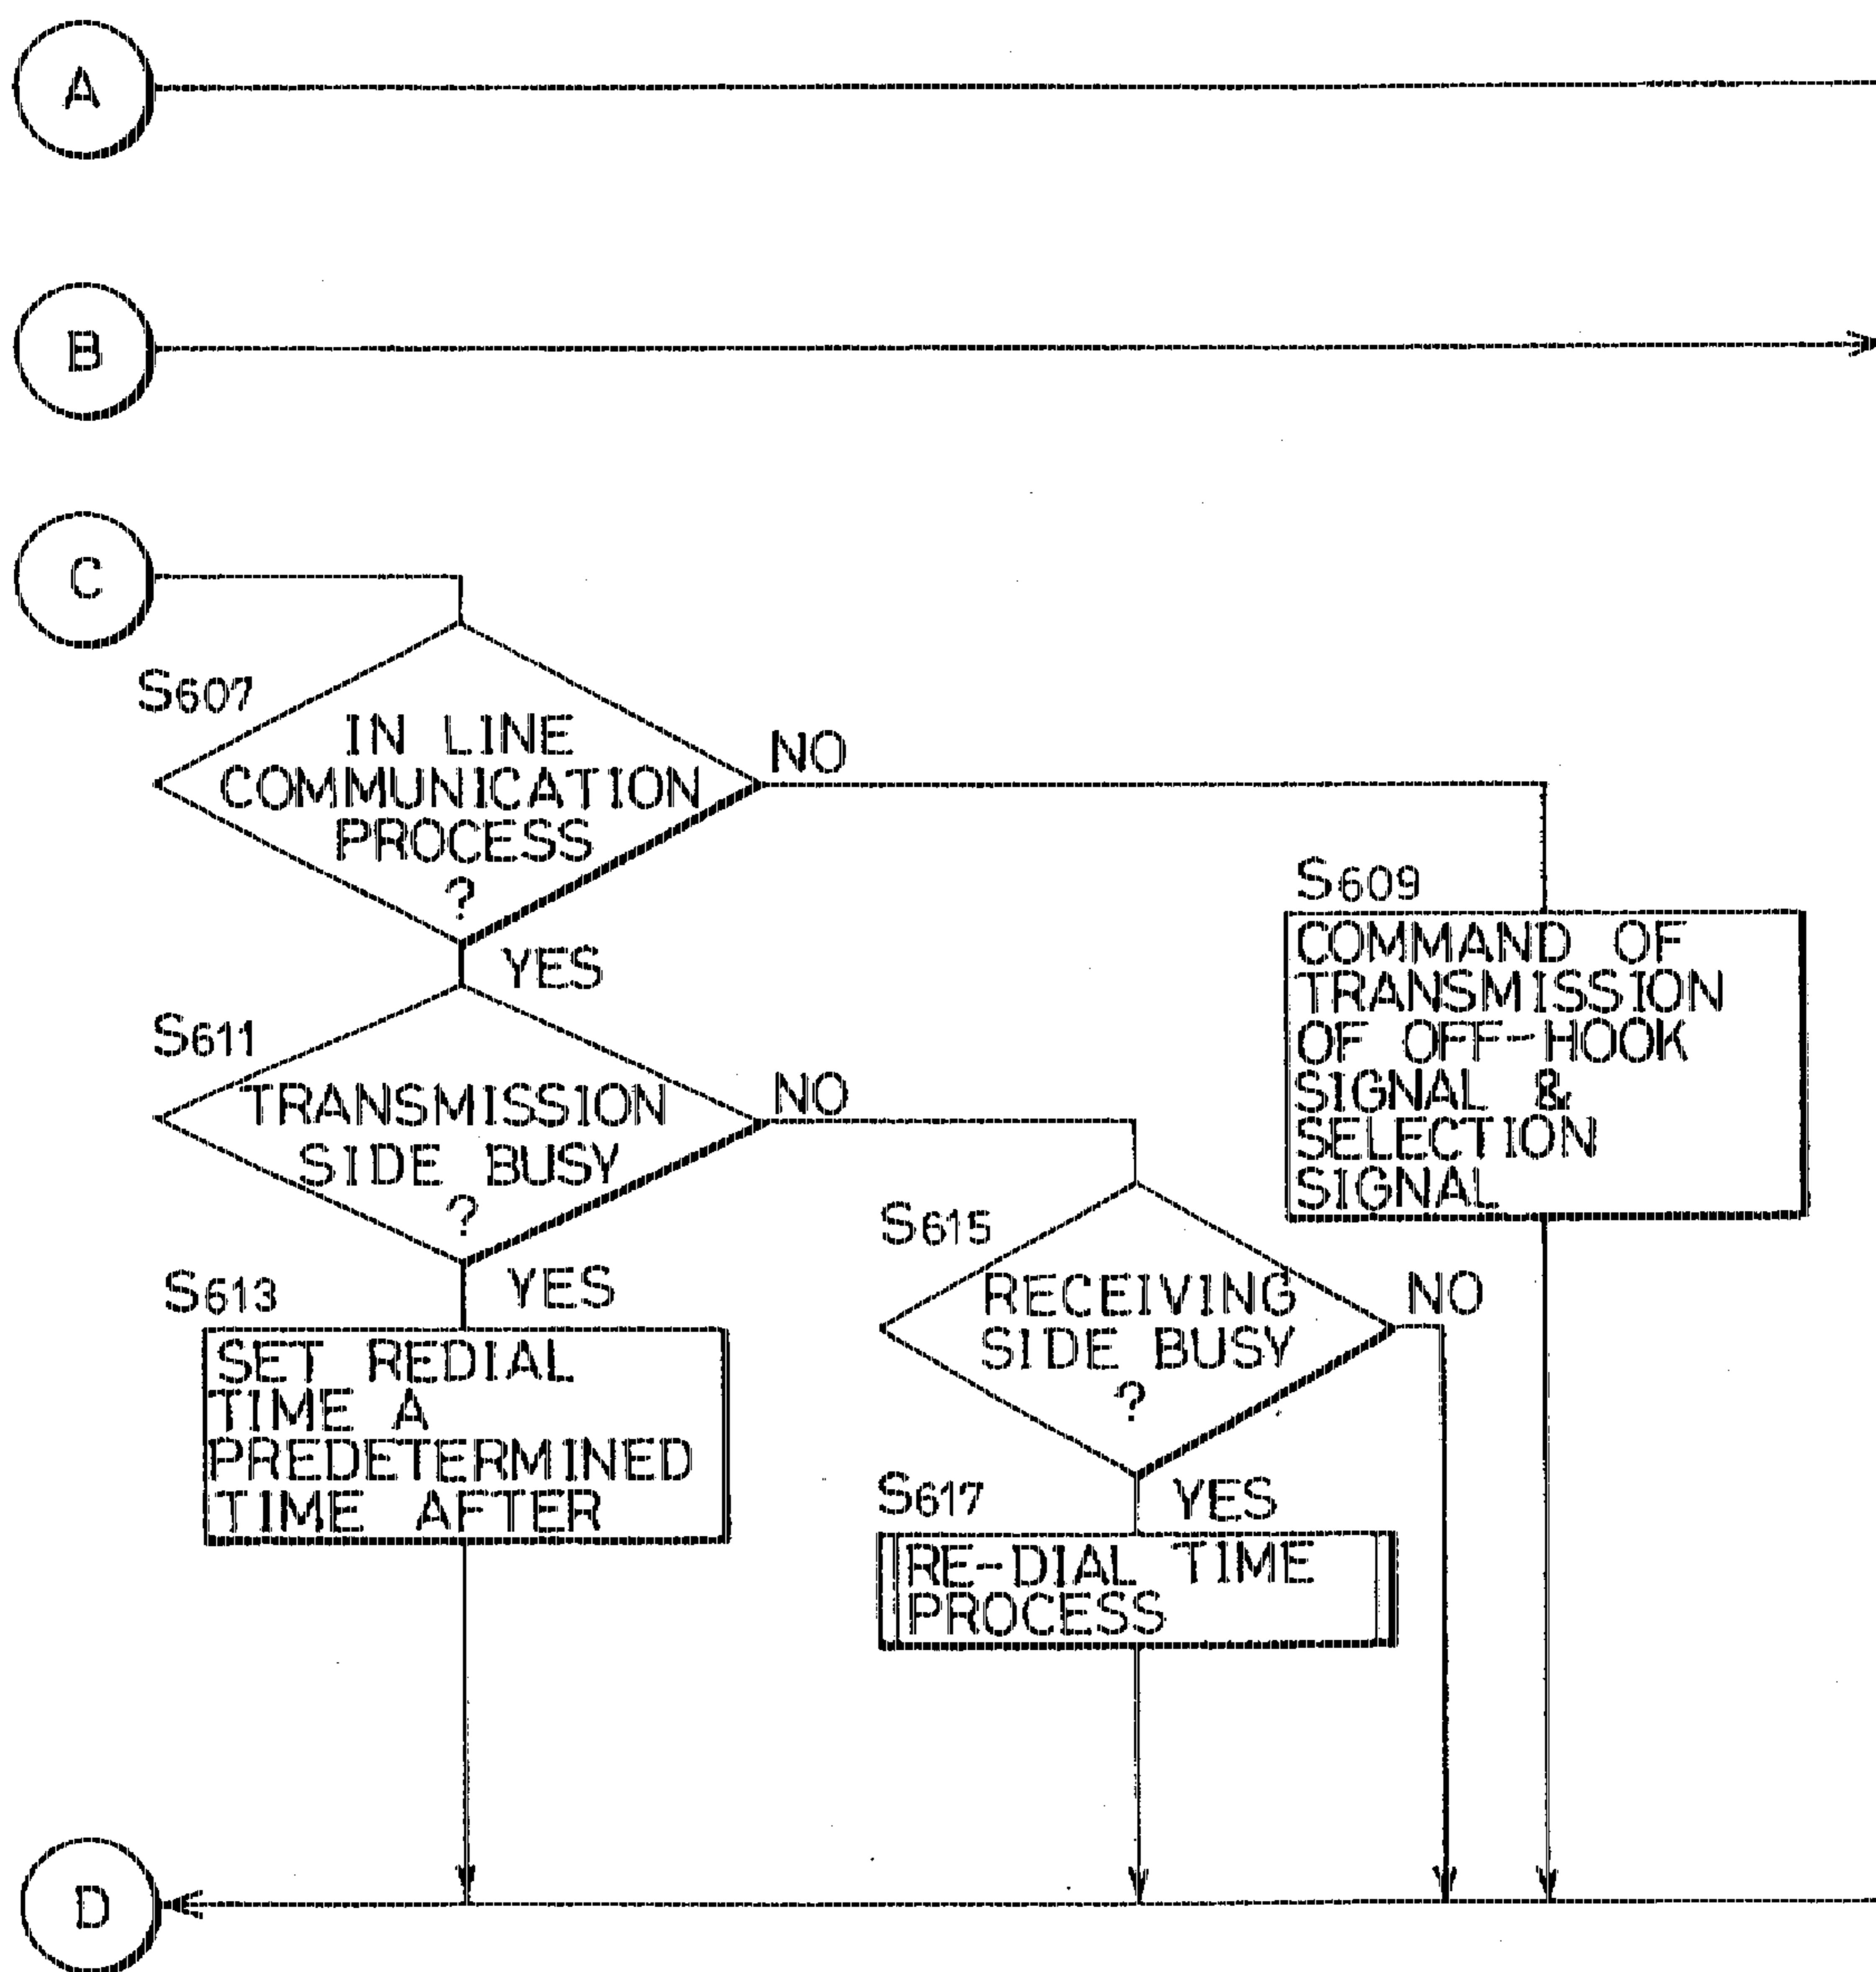 A
B
C
S607
IN LINE
COMMUNICATION
PROCESS
?
NO
YES
S609
COMMAND OF
TRANSMISSION
OF OFF-HOOK
SIGNAL &
SELECTION
SIGNAL
S611
TRANSMISSION
SIDE BUSY
?
NO
YES
S613
SET REDIAL
TIME A
PREDETERMINED
TIME AFTER
S615
RECEIVING
SIDE BUSY
?
NO
YES
S617
RE-DIAL TIME
PROCESS
D